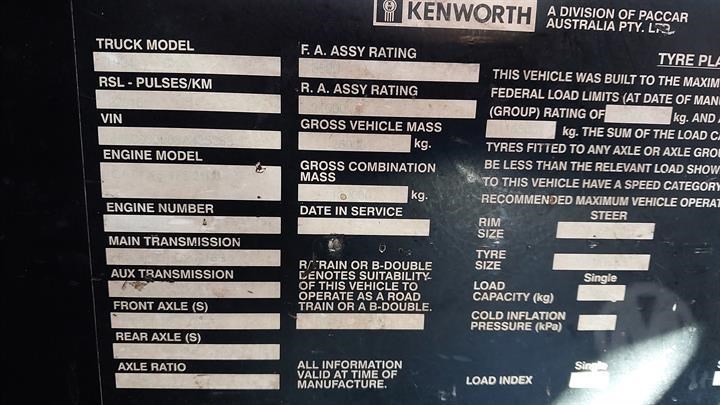 KENWORTH
A DIVISION OF PACCAR
AUSTRALIA PTY.
TRUCK MODEL
RSL - PULSES/KM
VIN
ENGINE MODEL
ENGINE NUMBER
MAIN TRANSMISSION
AUX TRANSMISSION
FRONT AXLE (S)
REAR AXLE (S)
AXLE RATIO
F. A. ASSY RATING
R. A. ASSY RATING
GROSS VEHICLE MASS
kg.
GROSS COMBINATION
MASS
kg.
DATE IN SERVICE
R/TRAIN OR B-DOUBLE
DENOTES SUITABILITY
OF THIS VEHICLE TO
OPERATE AS A ROAD
TRAIN OR A B-DOUBLE.
ALL INFORMATION
VALID AT TIME OF
MANUFACTURE.
TYRE PLA
THIS VEHICLE WAS BUILT TO THE MAXIM
FEDERAL LOAD LIMITS (AT DATE OF MAN
(GROUP) RATING OF kg. AND A
kg. THE SUM OF THE LOAD CA
TYRES FITTED TO ANY AXLE OR AXLE GROU
BE LESS THAN THE RELEVANT LOAD SHOW
TO THIS VEHICLE HAVE A SPEED CATEGORY
RECOMMENDED MAXIMUM VEHICLE OPERAT
STEER
RIM
SIZE
TYRE
SIZE
Single
LOAD
CAPACITY (kg)
COLD INFLATION
PRESSURE (kPa)
Single
LOAD INDEX